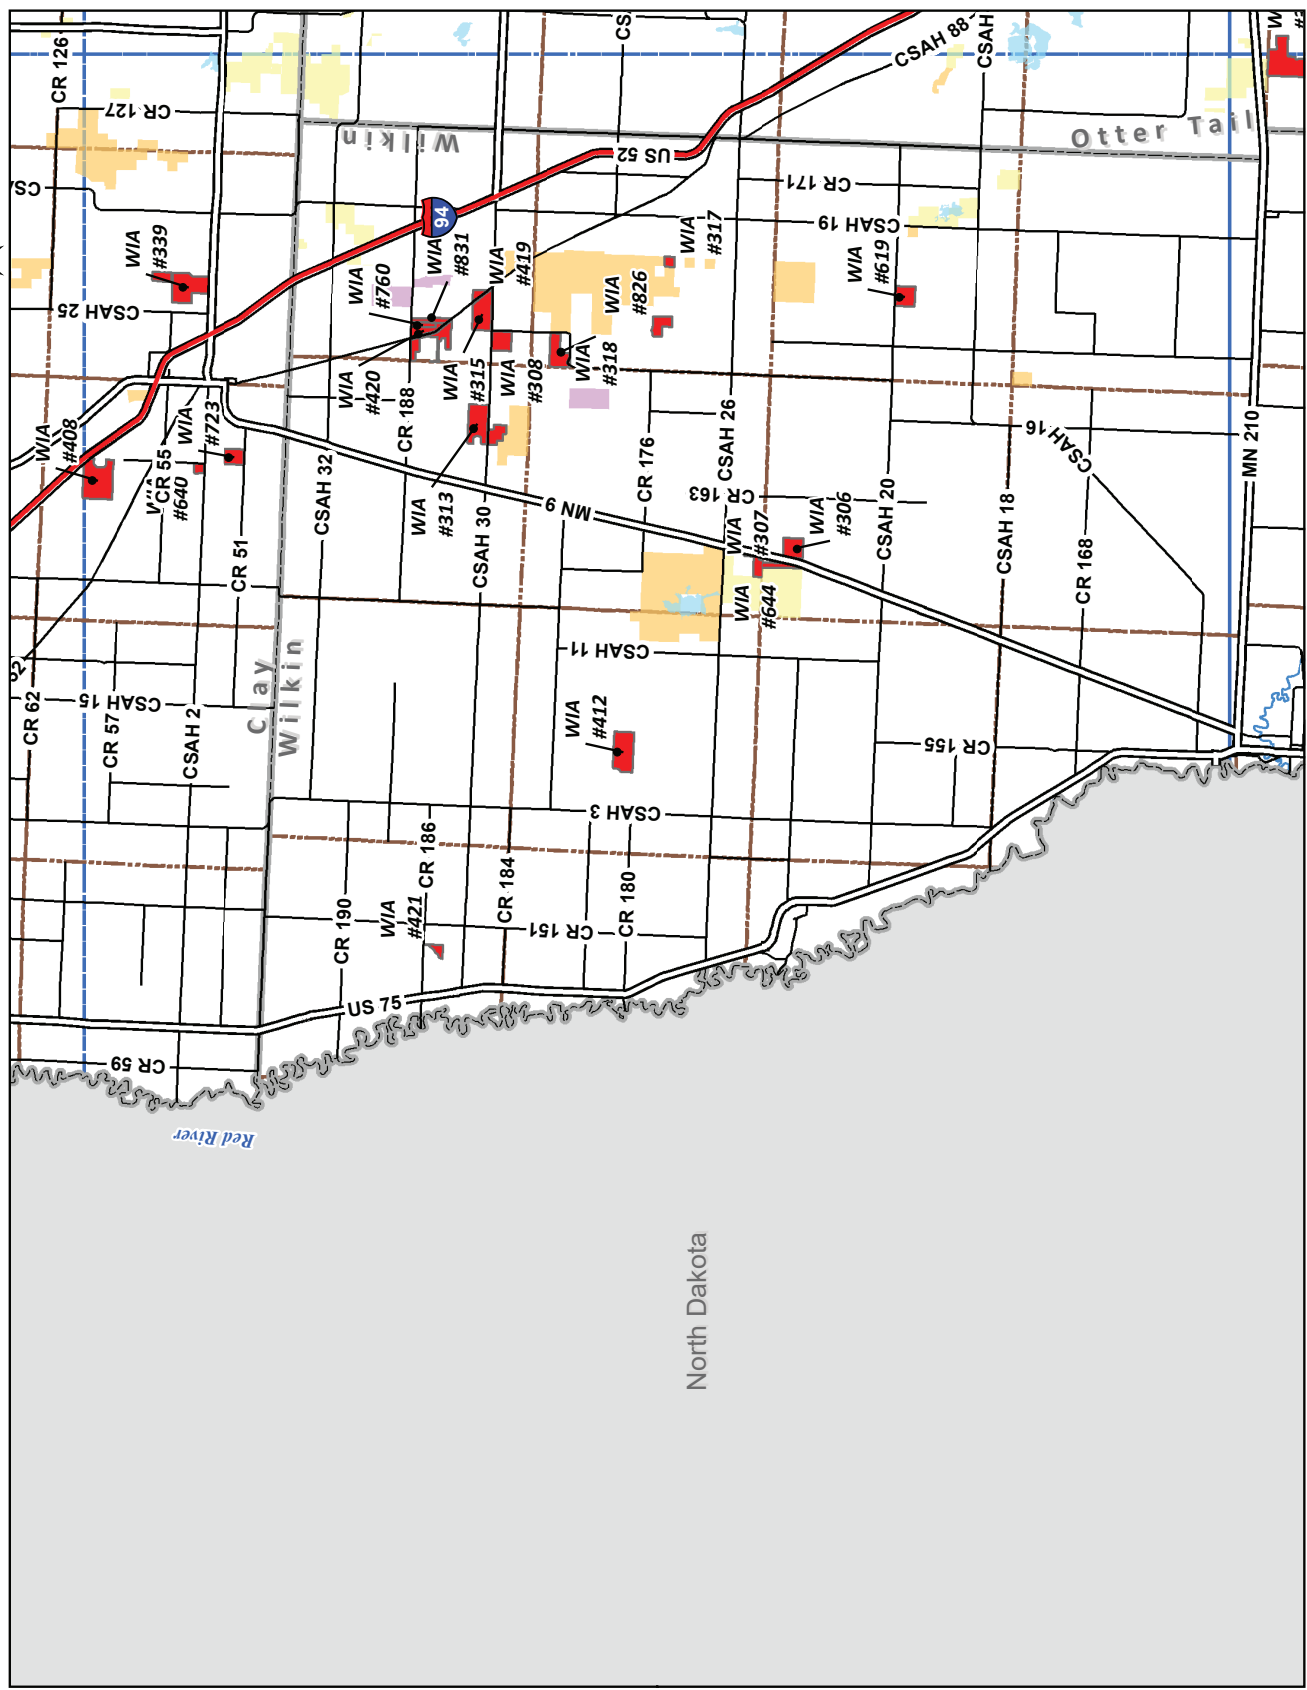 CR 126
CR 127
CSAH 25
WIA
#339
WIA
#408
WIA
#723
CR 55
#640
CR 51
CR 62
CSAH 15
CR 57
CSAH 2
CR 59
Red River
Clay
Wilkin
Wilkin
Otter Tail
US 52
94
CSAH 88
CSAH
CR 171
CSAH 19
WIA
#317
WIA
#831
WIA
#760
WIA
#419
WIA
#826
WIA
#619
WIA
#420
WIA
#315
WIA
#308
WIA
#318
CR 188
CSAH 32
WIA
#313
CSAH 30
MN 9
CR 176
CSAH 26
CR 163
WIA
#307
WIA
#306
WIA
#644
CSAH 20
CSAH 18
CR 168
CSAH 16
MN 210
CSAH 11
WIA
#412
CR 155
CSAH 3
CR 186
CR 184
CR 180
CR 190
CR 151
WIA
#421
US 75
North Dakota